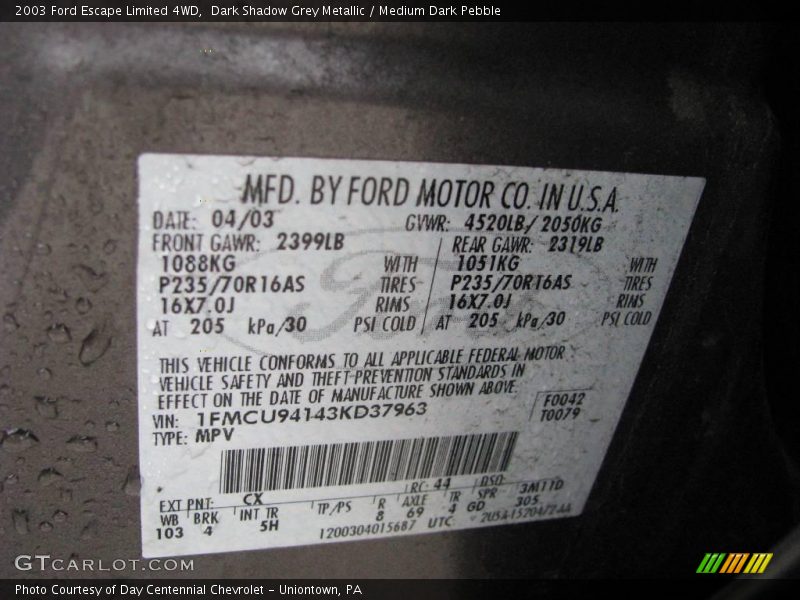 2003 Ford Escape Limited 4WD, Dark Shadow Grey Metallic / Medium Dark Pebble
MFD. BY FORD MOTOR CO. IN U.S.A.
DATE: 04/03 GVWR: 4520LB/ 2050KG
FRONT GAWR: 2399LB REAR GAWR: 2319LB
1088KG WITH 1051KG WITH
P235/70R16AS TIRES P235/70R16AS TIRES
16X7.0J RIMS 16X7.0J RIMS
AT 205 kPa/30 PSI COLD AT 205 kPa/30 PSI COLD
THIS VEHICLE CONFORMS TO ALL APPLICABLE FEDERAL MOTOR
VEHICLE SAFETY AND THEFT PREVENTION STANDARDS IN
EFFECT ON THE DATE OF MANUFACTURE SHOWN ABOVE.
VIN: 1FMCU94143KD37963 F0042
TYPE: MPV T0079
EXT PNT: CX RC: 44 DSO: 3M11D
WB BRK INT TR TP/PS R AXLE TR SPR 305
103 4 5H 8 69 4 GD
1200304015687 UTC
GTCARLOT.COM
Photo Courtesy of Day Centennial Chevrolet - Uniontown, PA